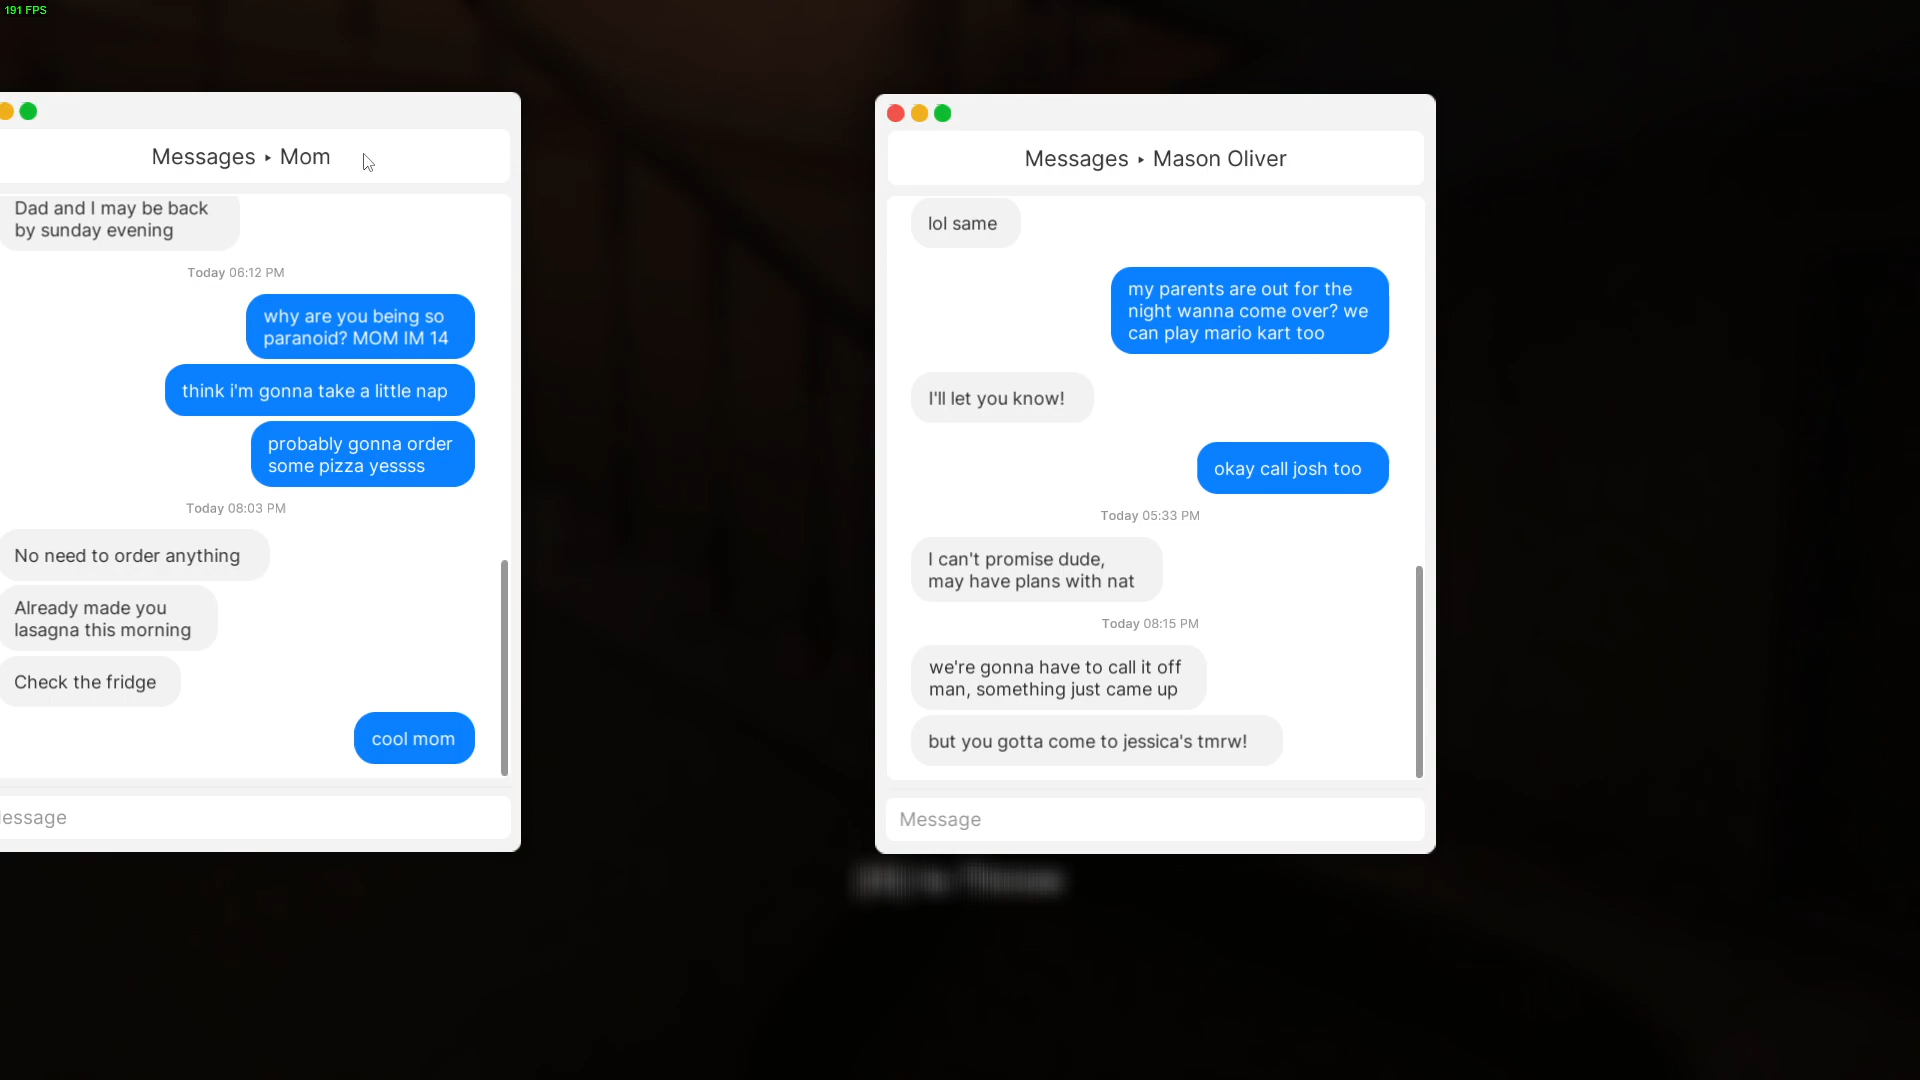 191 FPS
Messages ‣ Mom
Dad and I may be back
by sunday evening
Today 06:12 PM
why are you being so
paranoid? MOM IM 14
think i'm gonna take a little nap
probably gonna order
some pizza yessss
Today 08:03 PM
No need to order anything
Already made you
lasagna this morning
Check the fridge
cool mom
essage
Messages ‣ Mason Oliver
lol same
my parents are out for the
night wanna come over? we
can play mario kart too
I'll let you know!
okay call josh too
Today 05:33 PM
I can't promise dude,
may have plans with nat
Today 08:15 PM
we're gonna have to call it off
man, something just came up
but you gotta come to jessica's tmrw!
Message